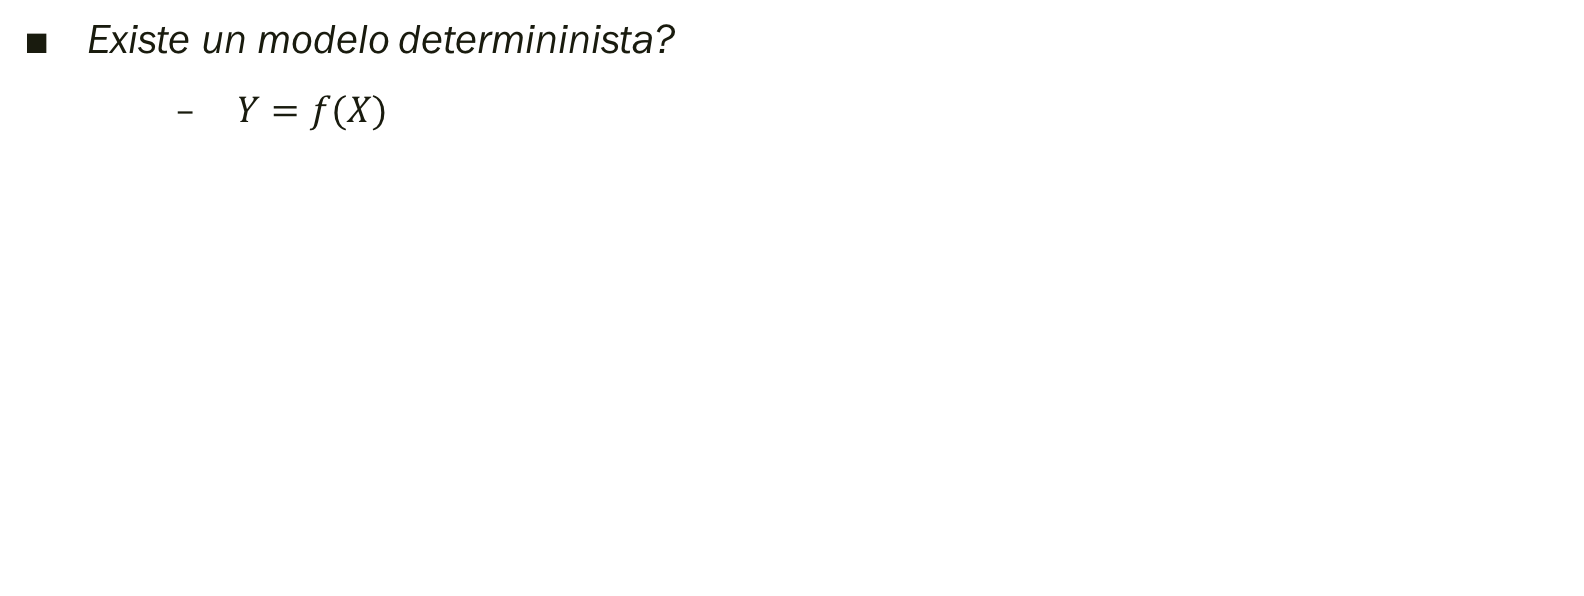 ■ Existe un modelo determininista?
– Y = f(X)